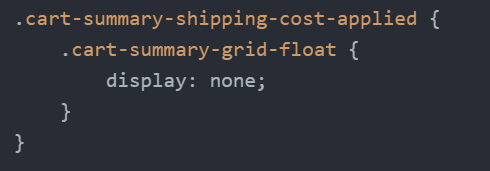 .cart-summary-shipping-cost-applied {
    .cart-summary-grid-float {
        display: none;
    }
}